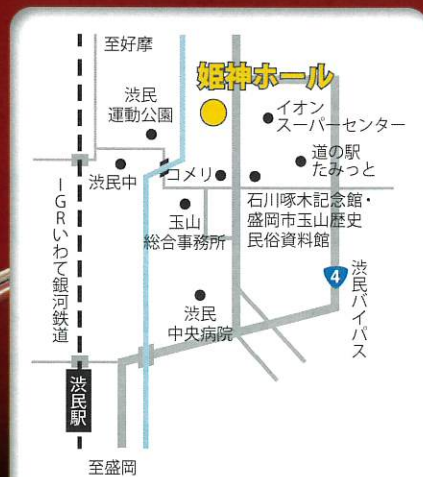 至好摩
姫神ホール
渋民
運動公園
イオン
スーパーセンター
道の駅
たみっと
渋民中
コメリ
石川啄木記念館・
盛岡市玉山歴史
民俗資料館
玉山
総合事務所
IGRいわて銀河鉄道
4
渋民バイパス
渋民
中央病院
渋民駅
至盛岡